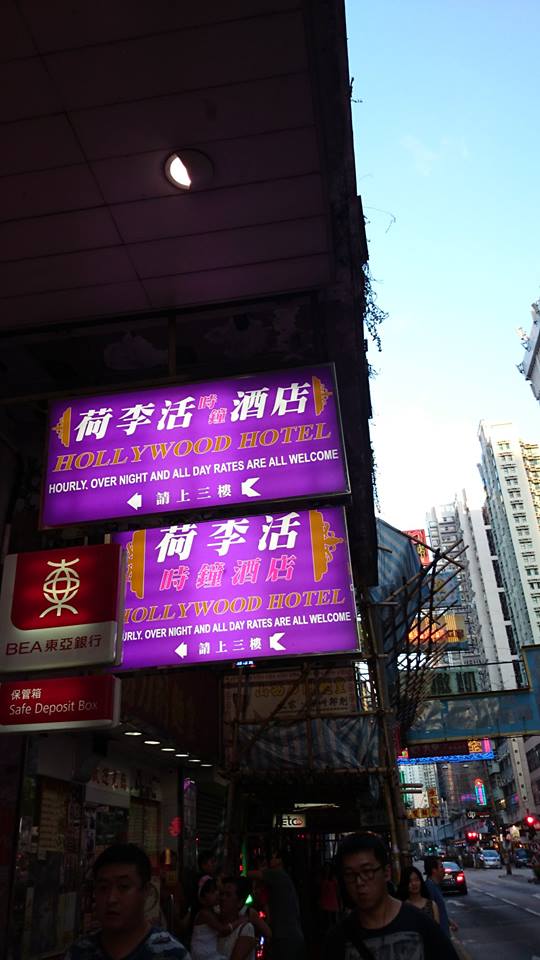 荷李活時鐘酒店
HOLLYWOOD HOTEL
HOURLY. OVER NIGHT AND ALL DAY RATES ARE ALL WELCOME
請上三樓
荷李活
時鐘酒店
HOLLYWOOD HOTEL
URLY. OVER NIGHT AND ALL DAY RATES ARE ALL WELCOME
請上三樓
BEA東亞銀行
保管箱
Safe Deposit Box